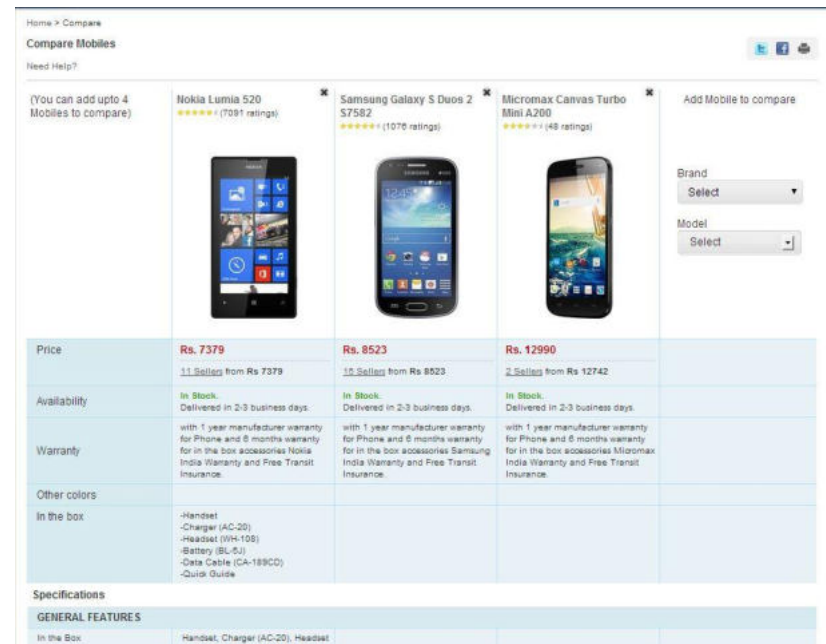 Home > Compare
Compare Mobiles
Need Help?
(You can add upto 4
Mobiles to compare)
Nokia Lumia 520
(7091 ratings)
Samsung Galaxy S Duos 2
S7582
(1076 ratings)
Micromax Canvas Turbo
Mini A200
(48 ratings)
Add Mobile to compare
Brand
Select
Model
Select
NOKIA
SAMSUNG
12:45
Price
Rs. 7379
11 Sellers from Rs 7379
Rs. 8523
15 Sellers from Rs 8523
Rs. 12990
2 Sellers from Rs 12742
Availability
In Stock.
Delivered in 2-3 business days.
In Stock.
Delivered in 2-3 business days.
In Stock.
Delivered in 2-3 business days.
Warranty
with 1 year manufacturer warranty
for Phone and 6 months warranty
for in the box accessories Nokia
India Warranty and Free Transit
Insurance.
with 1 year manufacturer warranty
for Phone and 6 months warranty
for in the box accessories Samsung
India Warranty and Free Transit
Insurance.
with 1 year manufacturer warranty
for Phone and 6 months warranty
for in the box accessories Micromax
India Warranty and Free Transit
Insurance.
Other colors
In the box
-Handset
-Charger (AC-20)
-Headset (WH-108)
-Battery (BL-5J)
-Data Cable (CA-189CD)
-Quick Guide
Specifications
GENERAL FEATURES
In the Box
Handset, Charger (AC-20), Headset